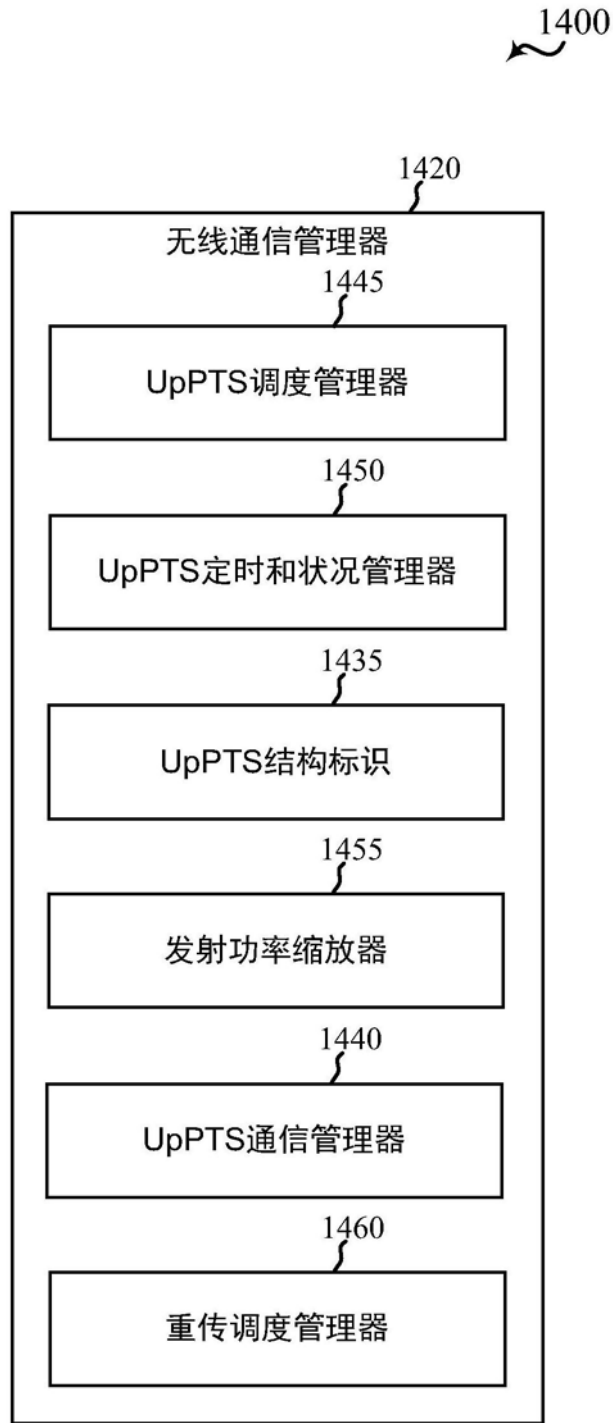 1400
1420
无线通信管理器
1445
UpPTS调度管理器
1450
UpPTS定时和状况管理器
1435
UpPTS结构标识
1455
发射功率缩放器
1440
UpPTS通信管理器
1460
重传调度管理器